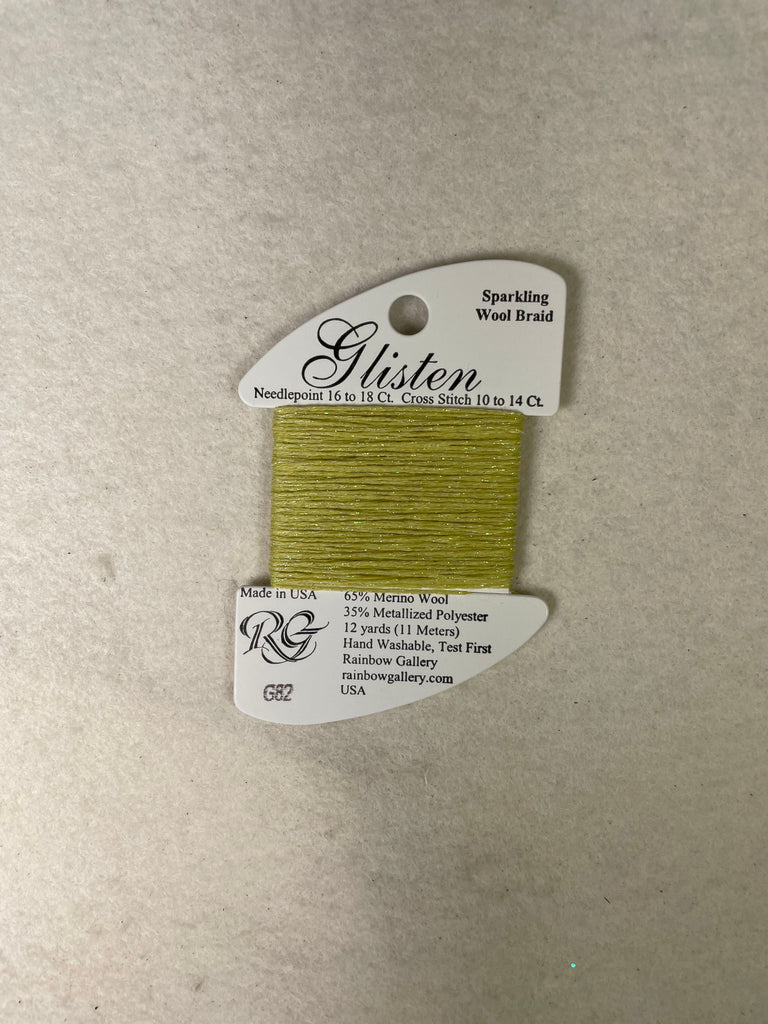 Sparkling
Wool Braid
Glisten
Needlepoint 16 to 18 Ct. Cross Stitch 10 to 14 Ct.
Made in USA
RG
G82
65% Merino Wool
35% Metallized Polyester
12 yards (11 Meters)
Hand Washable, Test First
Rainbow Gallery
rainbowgallery.com
USA